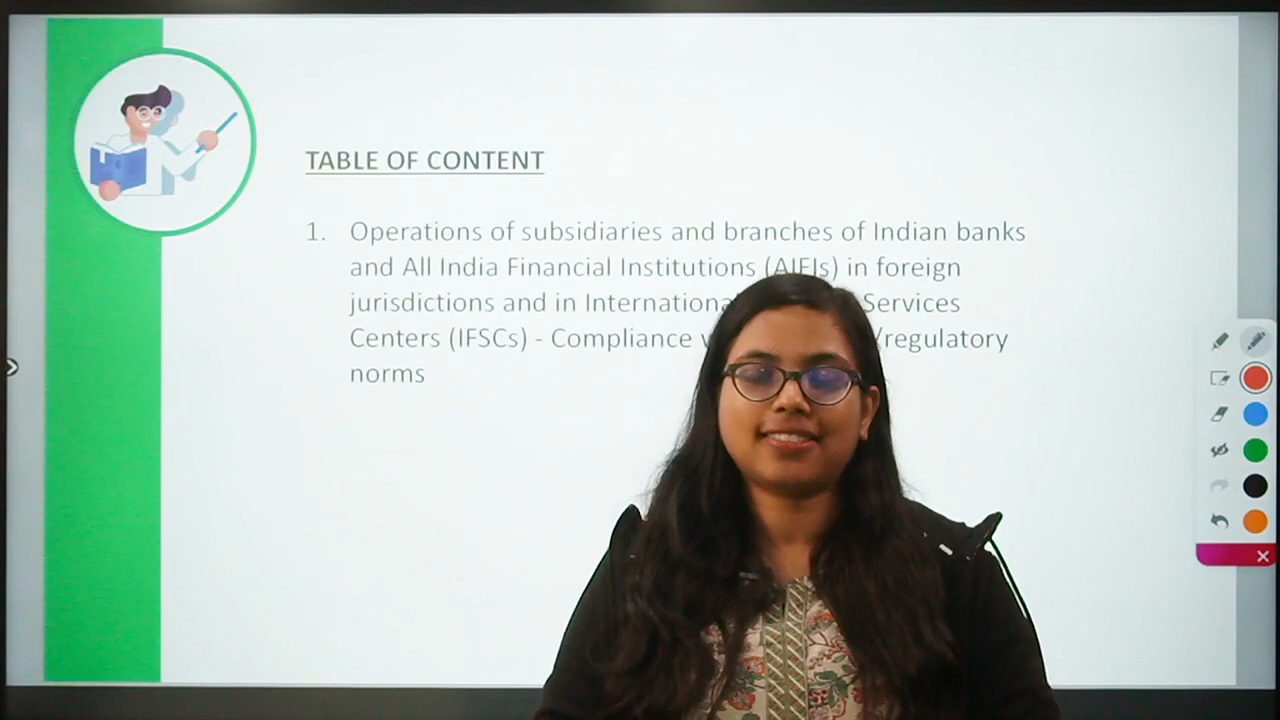 TABLE OF CONTENT
1. Operations of subsidiaries and branches of Indian banks
and All India Financial Institutions (AIFIs) in foreign
jurisdictions and in Services
Centers (IFSCs) - Compliance /regulatory
norms